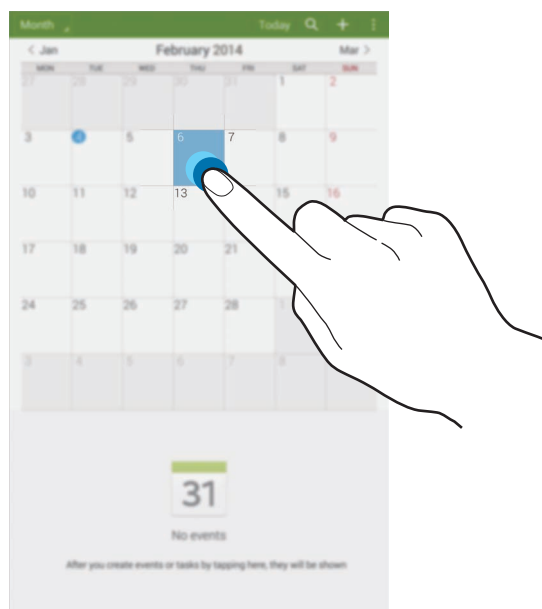 Month Today
< Jan February 2014 Mar >
MON TUE WED THU FRI SAT SUN
27 28 29 30 31 1 2
3 4 5 6 7 8 9
10 11 12 13 15 16
17 18 19 20 21
24 25 26 27 28 1
3 4 5 6 7 8
31
No events
After you create events or tasks by tapping here, they will be shown